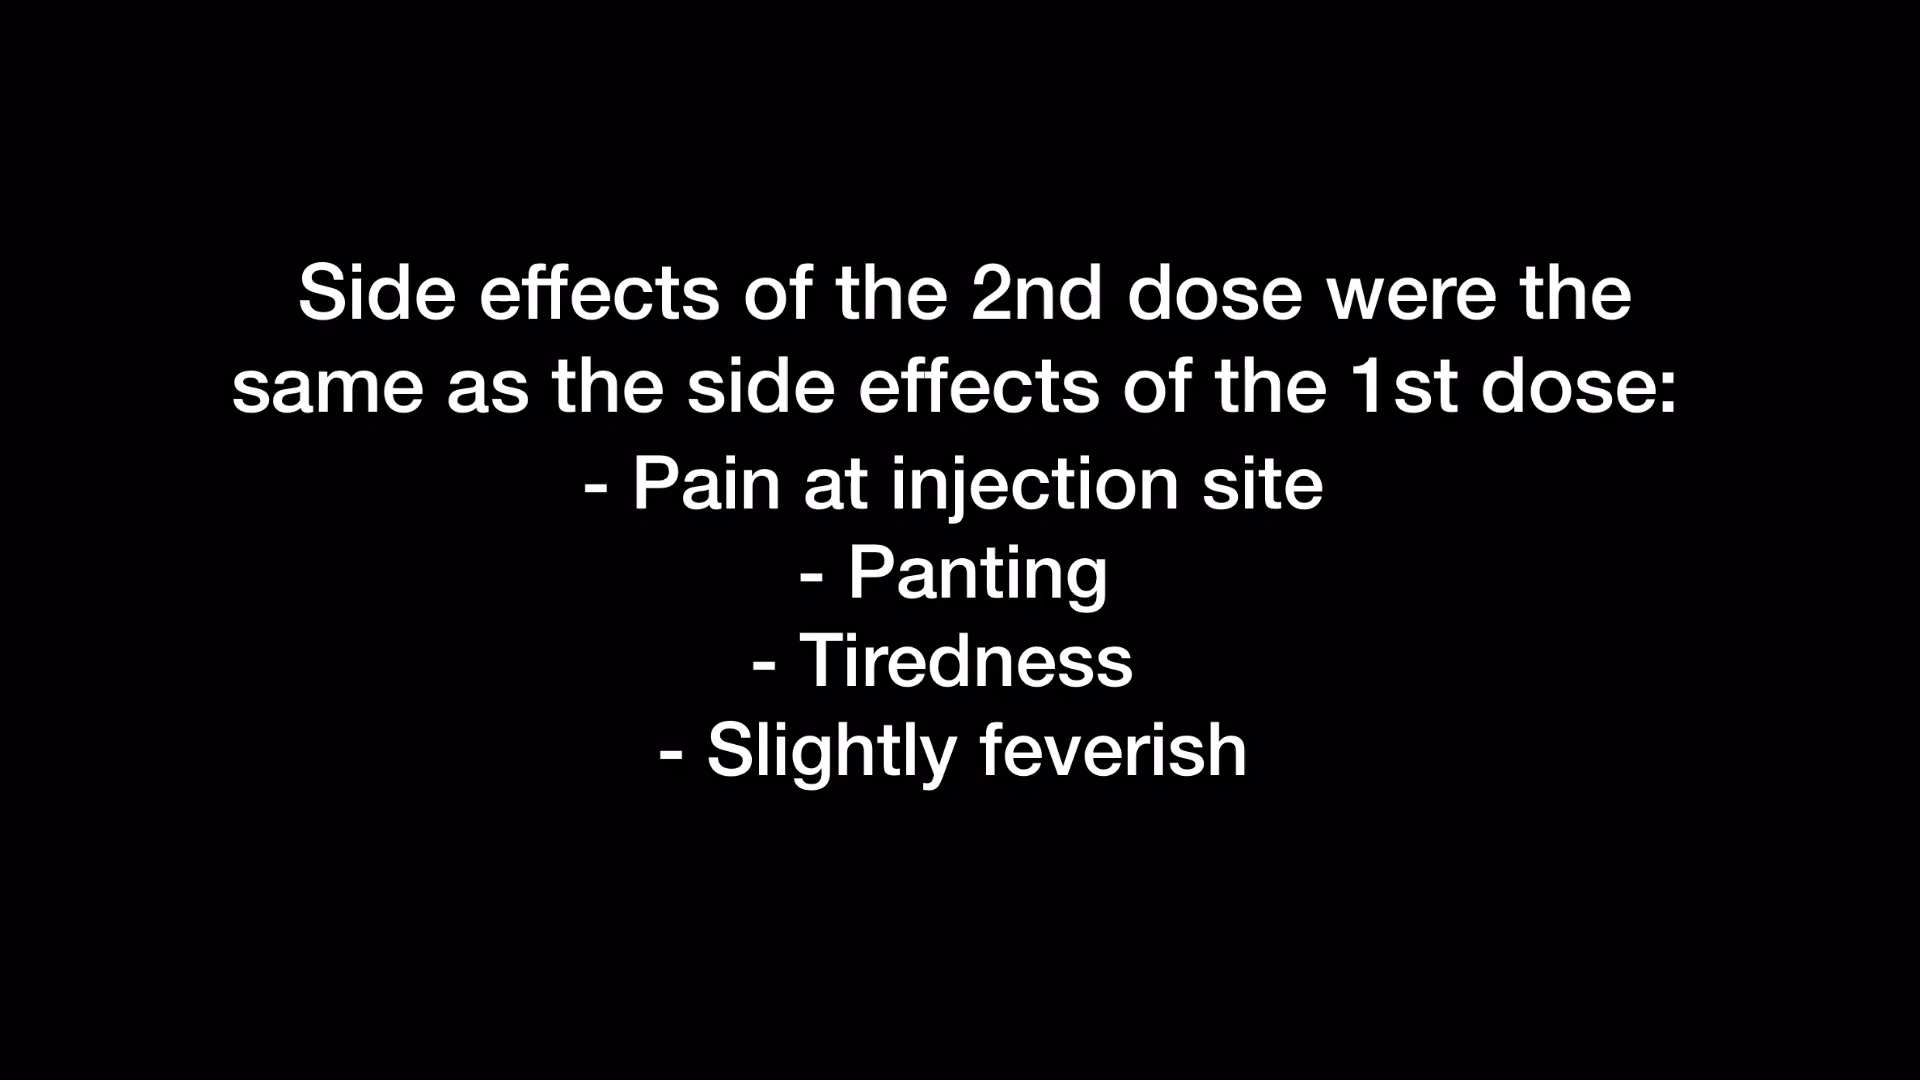 Side effects of the 2nd dose were the
same as the side effects of the 1st dose:
- Pain at injection site
- Panting
- Tiredness
- Slightly feverish